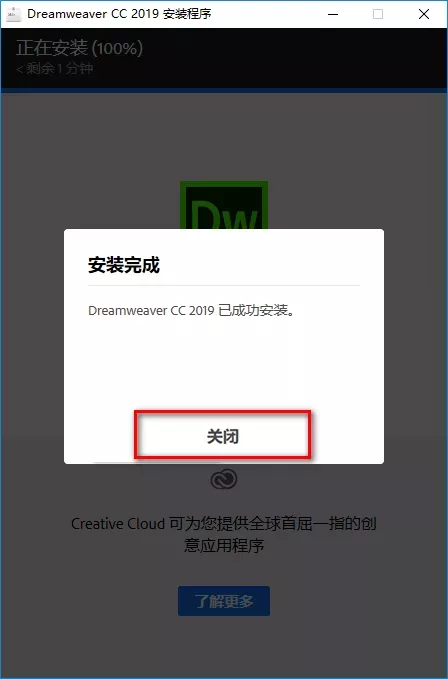 Dreamweaver CC 2019 安装程序
正在安装 (100%)
< 剩余 1 分钟
Dw
安装完成
Dreamweaver CC 2019 已成功安装。
关闭
Creative Cloud 可为您提供全球首屈一指的创
意应用程序
了解更多